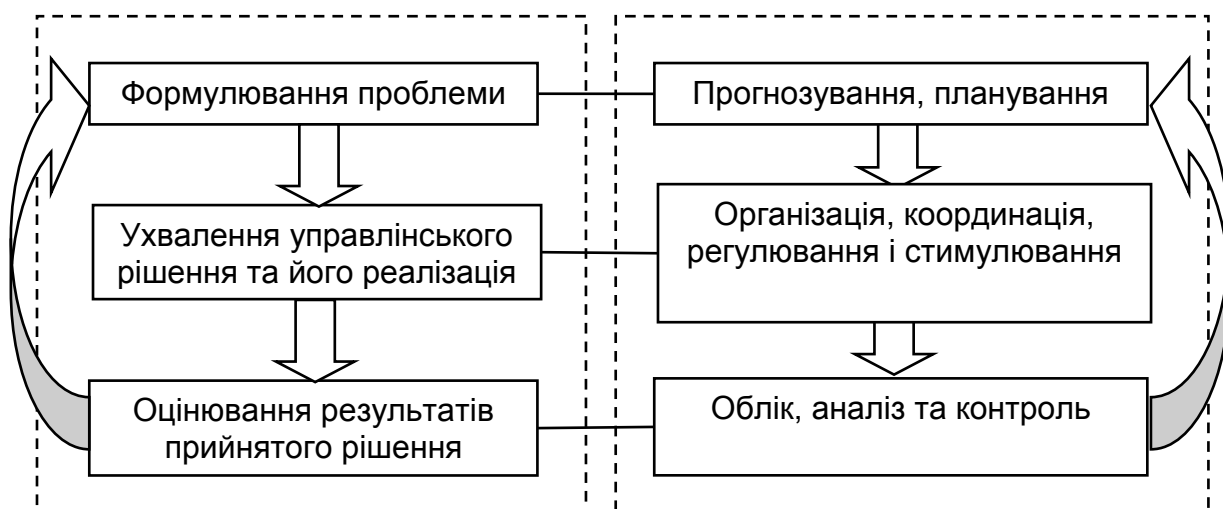 Формулювання проблеми
Прогнозування, планування
Ухвалення управлінського
рішення та його реалізація
Організація, координація,
регулювання і стимулювання
Оцінювання результатів
прийнятого рішення
Облік, аналіз та контроль